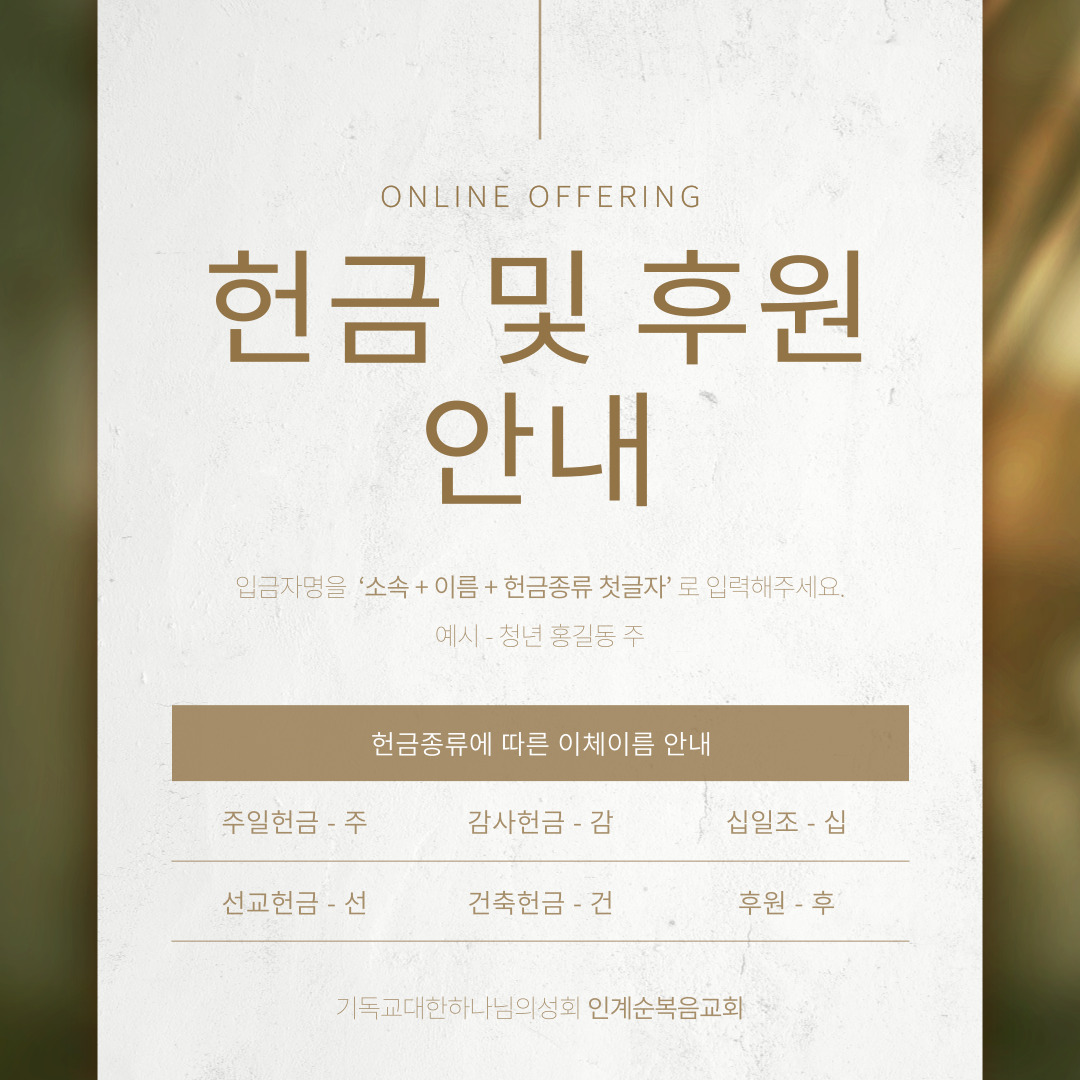 ONLINE OFFERING
헌금 및 후원
안내
입금자명을 ‘소속 + 이름 + 헌금종류 첫글자’ 로 입력해주세요.
예시 - 청년 홍길동 주
헌금종류에 따른 이체이름 안내
주일헌금 - 주 감사헌금 - 감 십일조 - 십
선교헌금 - 선 건축헌금 - 건 후원 - 후
기독교대한하나님의성회 인계순복음교회